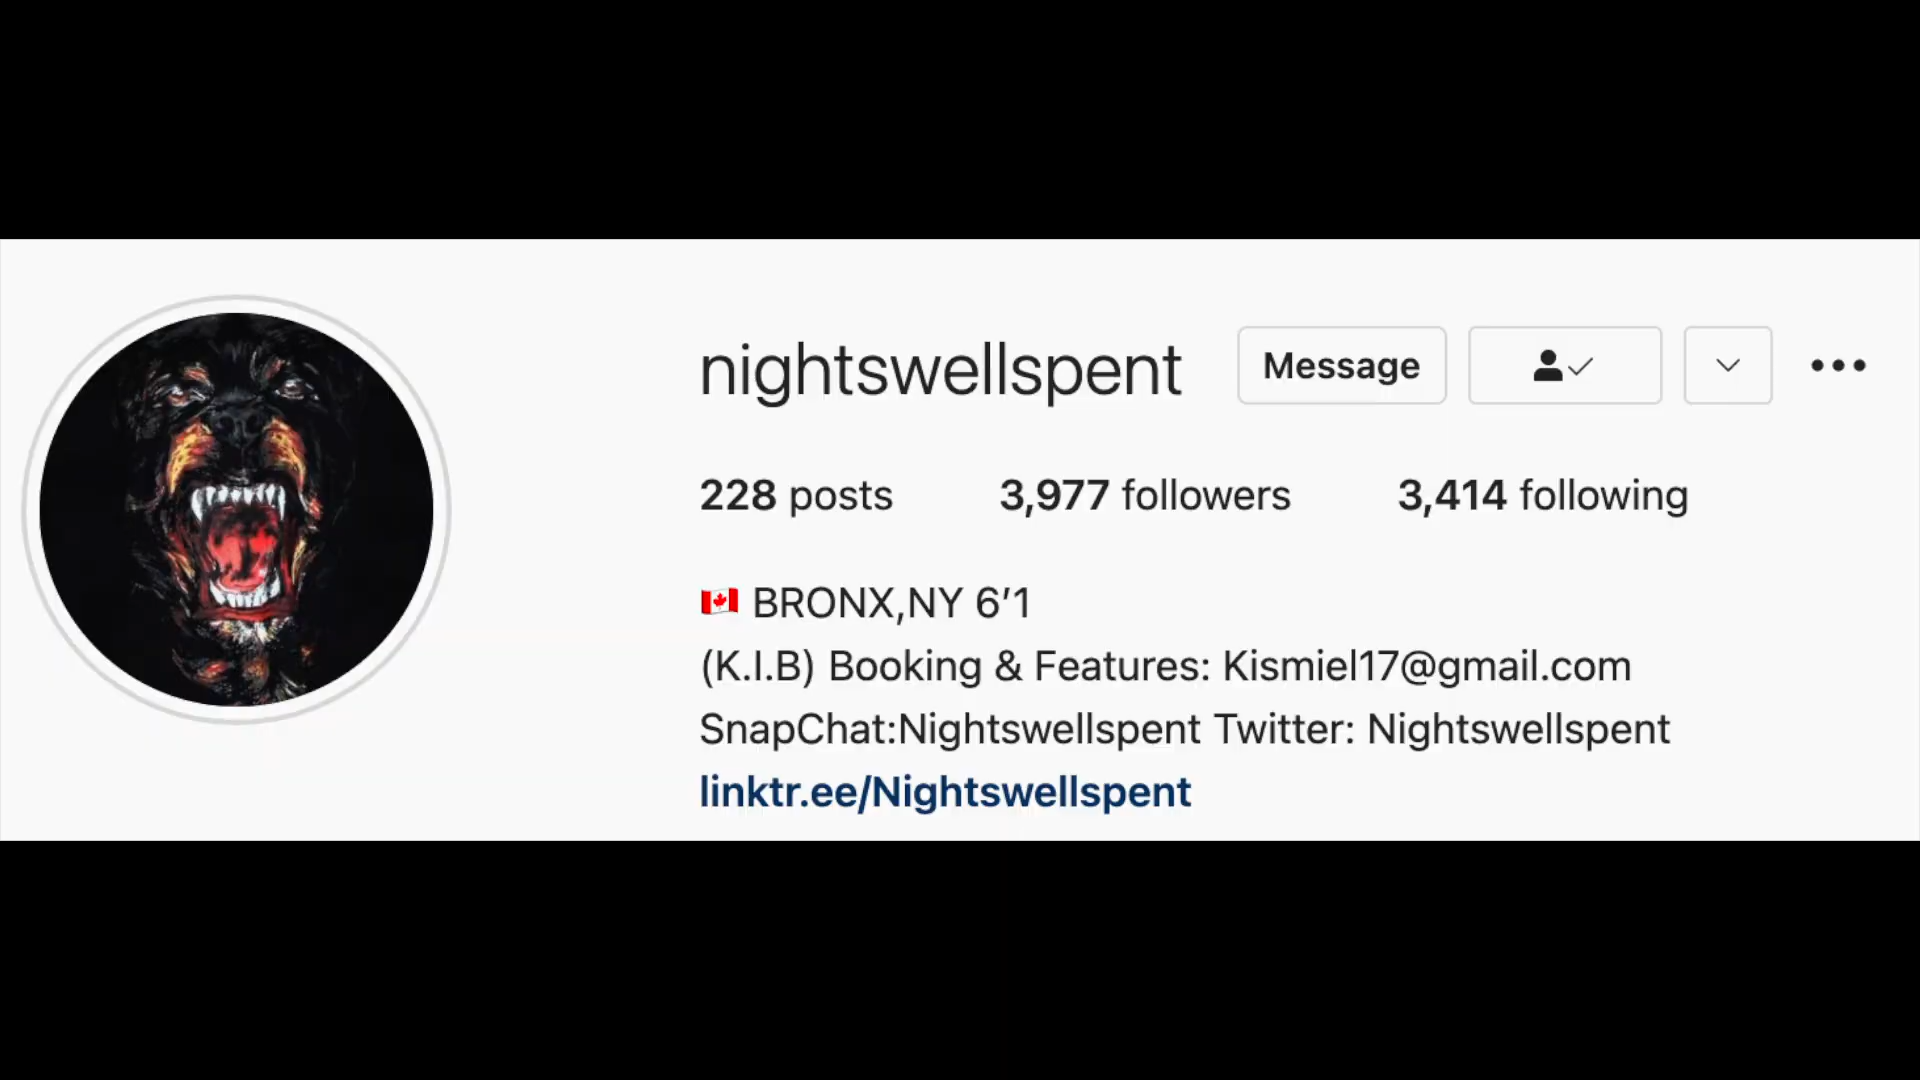 nightswellspent Message
228 posts 3,977 followers 3,414 following
🇨🇦 BRONX,NY 6'1
(K.I.B) Booking & Features: Kismiel17@gmail.com
SnapChat:Nightswellspent Twitter: Nightswellspent
linktr.ee/Nightswellspent